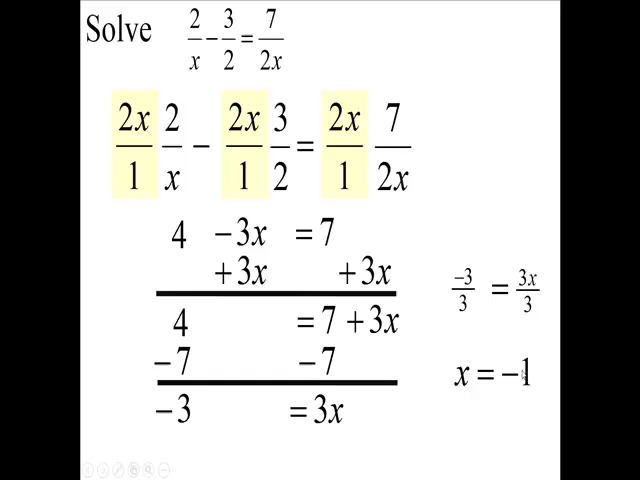 Solve 2/x − 3/2 = 7/2x
2x/1 2/x − 2x/1 3/2 = 2x/1 7/2x
4 −3x = 7
+3x +3x
4 = 7 +3x
−7 −7
−3 = 3x
−3/3 = 3x/3
x = −1